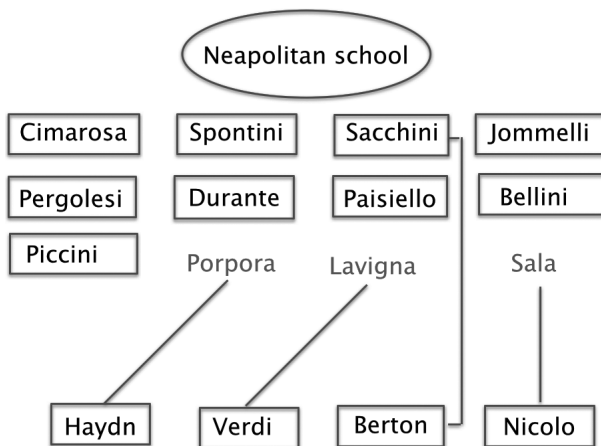 Neapolitan school
Cimarosa Spontini Sacchini Jommelli
Pergolesi Durante Paisiello Bellini
Piccini Porpora Lavigna Sala
Haydn Verdi Berton Nicolo